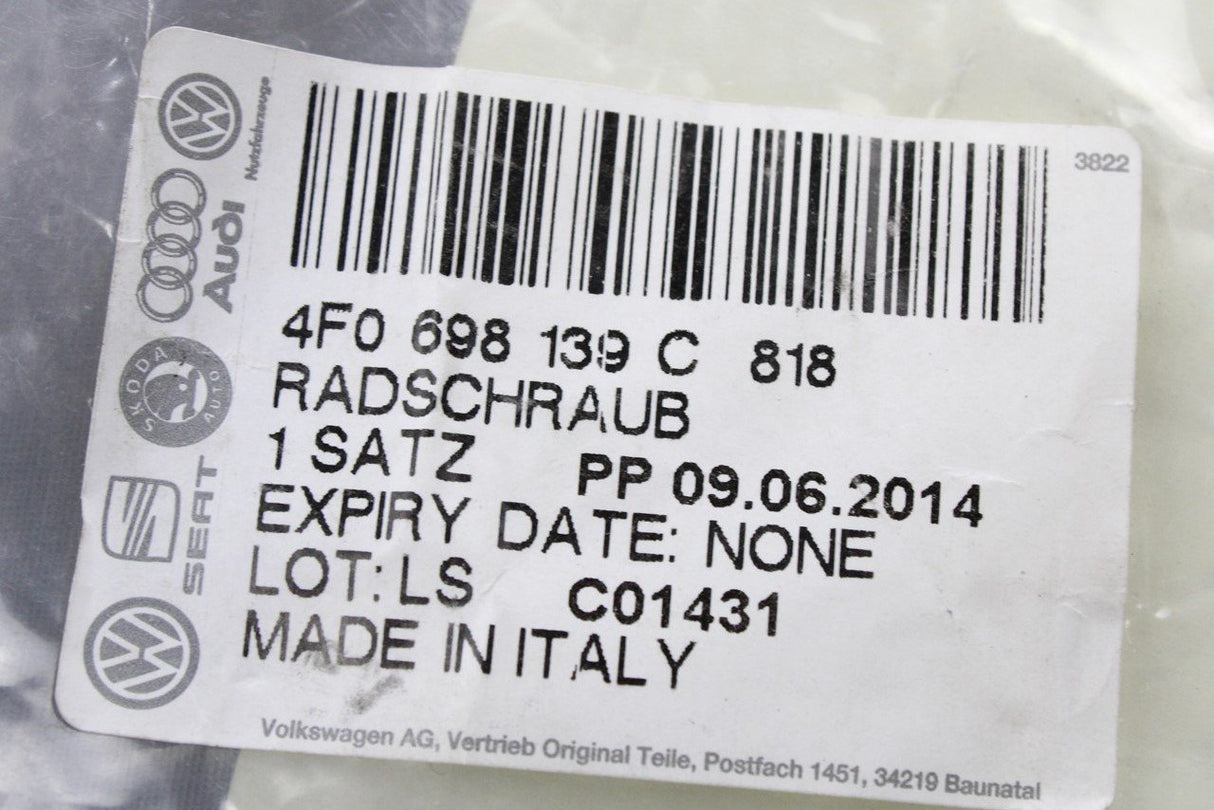 Nutzfahrzeuge
Audi
SKODA
AUTO
SEAT
3822
4F0 698 139 C 818
RADSCHRAUB
1 SATZ PP 09.06.2014
EXPIRY DATE: NONE
LOT: LS C01431
MADE IN ITALY
Volkswagen AG, Vertrieb Original Teile, Postfach 1451, 34219 Baunatal